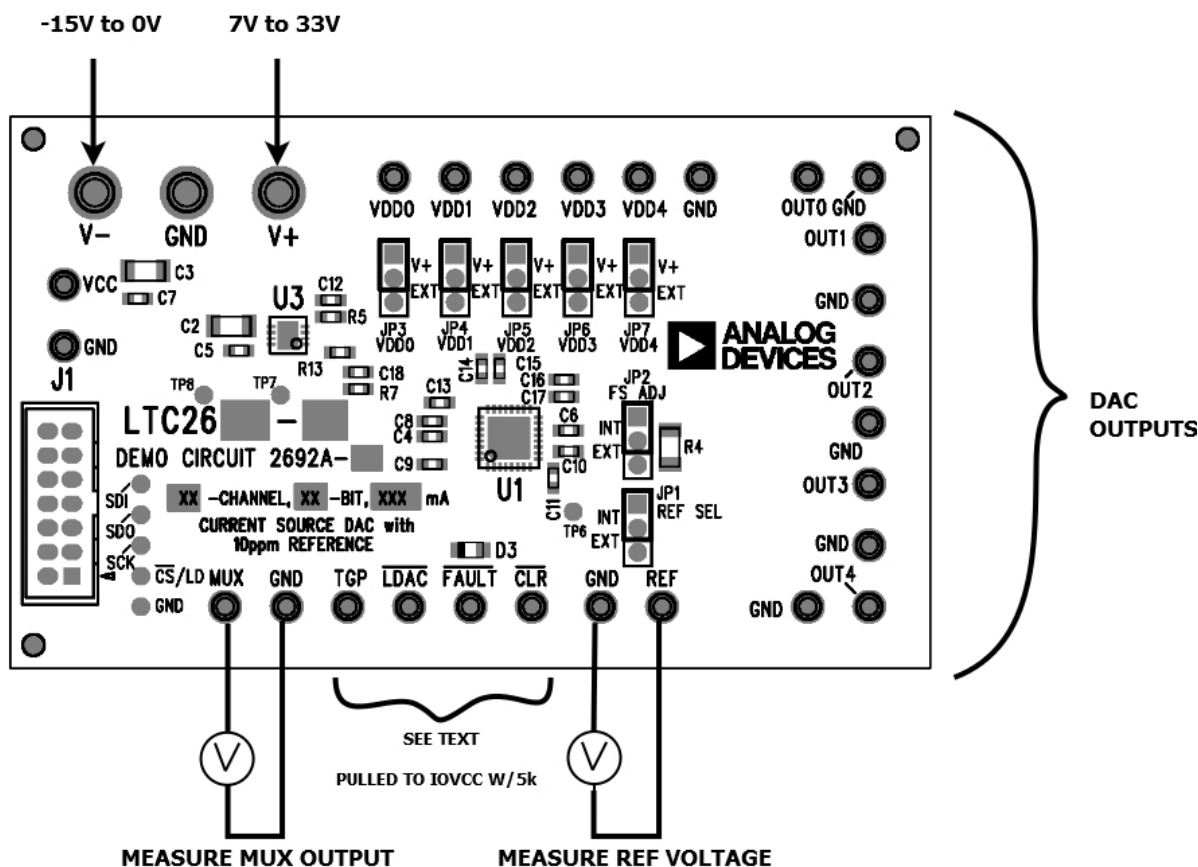 -15V to 0V
7V to 33V
V-
GND
V+
VDD0
VDD1
VDD2
VDD3
VDD4
GND
OUT0
GND
OUT1
VCC
C3
C7
GND
J1
C2
C5
U3
C12
R5
R13
C18
R7
TP8
TP7
V+
EXT
V+
EXT
V+
EXT
V+
EXT
V+
EXT
JP3
VDD0
JP4
VDD1
JP5
VDD2
JP6
VDD3
JP7
VDD4
GND
ANALOG
DEVICES
OUT2
GND
OUT3
GND
OUT4
GND
DAC
OUTPUTS
C14
C15
C16
C17
C13
C8
C4
C9
C6
C10
C11
U1
TP6
JP2
FS ADJ
INT
EXT
R4
JP1
REF SEL
INT
EXT
LTC26 -
DEMO CIRCUIT 2692A-
XX -CHANNEL, XX -BIT, XXX mA
CURRENT SOURCE DAC with
10ppm REFERENCE
D3
SDI
SDO
SCK
CS/LD
GND
MUX
GND
TGP
LDAC
FAULT
CLR
GND
REF
V
V
SEE TEXT
PULLED TO IOVCC W/5k
MEASURE MUX OUTPUT
MEASURE REF VOLTAGE